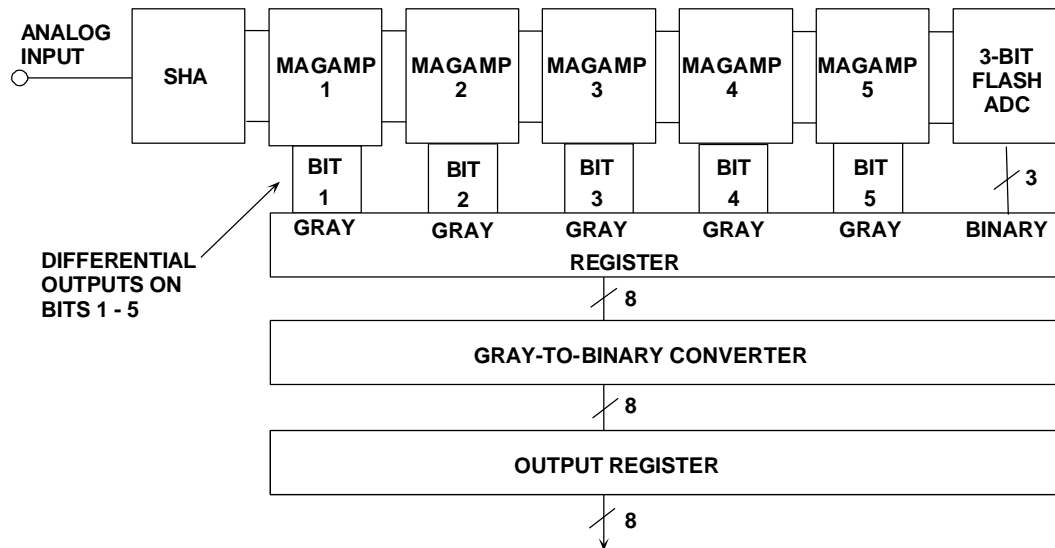 ANALOG
INPUT
SHA
MAGAMP
1
MAGAMP
2
MAGAMP
3
MAGAMP
4
MAGAMP
5
3-BIT
FLASH
ADC
BIT
1
BIT
2
BIT
3
BIT
4
BIT
5
3
GRAY
GRAY
GRAY
GRAY
GRAY
BINARY
DIFFERENTIAL
OUTPUTS ON
BITS 1 - 5
REGISTER
8
GRAY-TO-BINARY CONVERTER
8
OUTPUT REGISTER
8